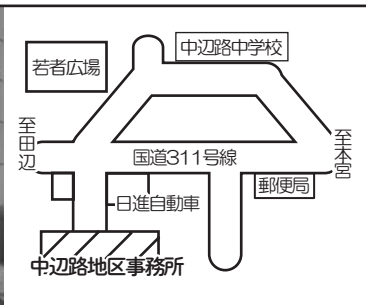 中辺路中学校
若者広場
至田辺
国道311号線
至本宮
郵便局
日進自動車
中辺路地区事務所